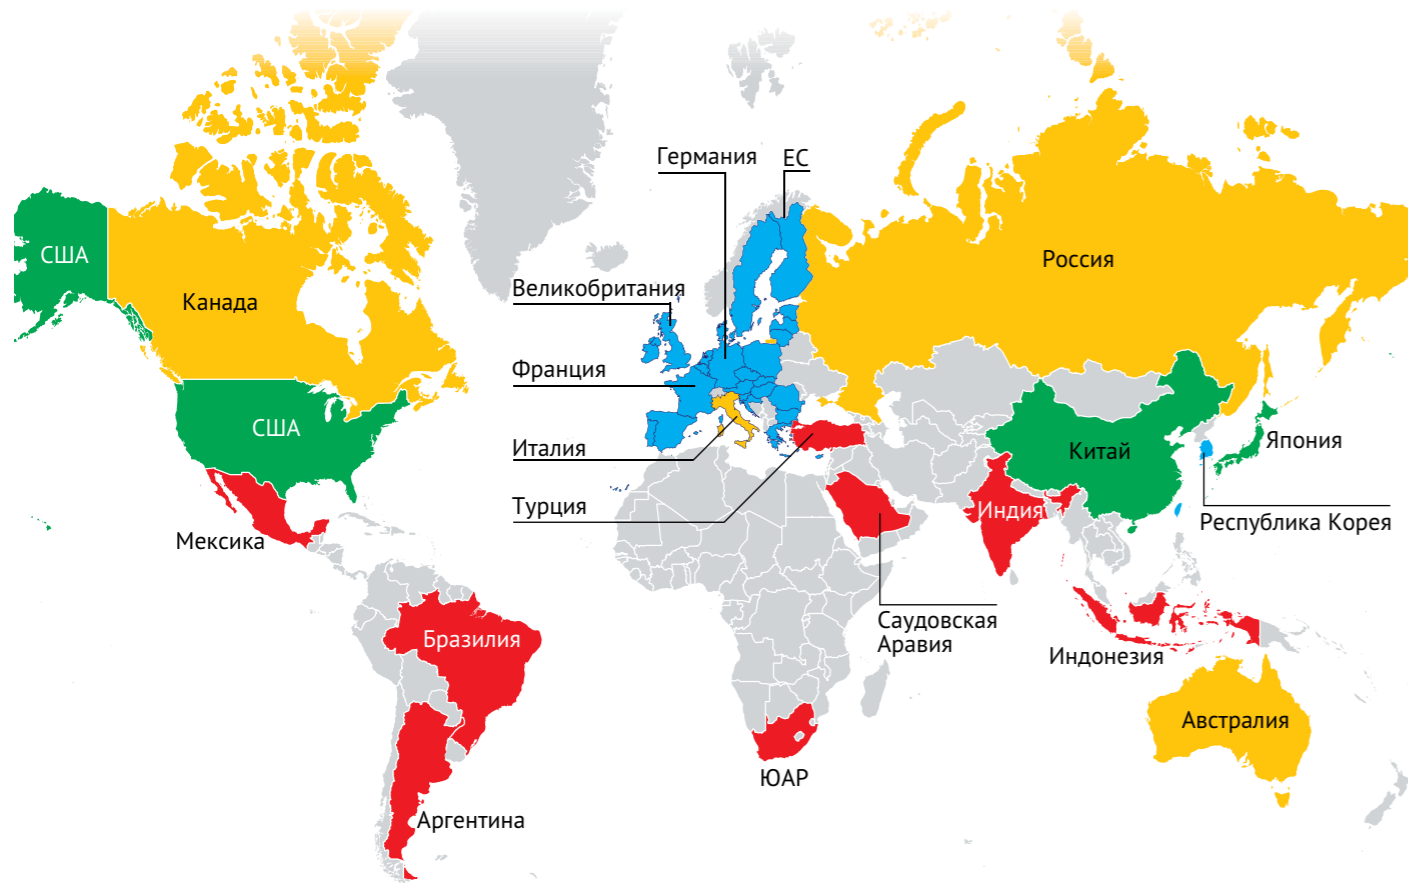 Германия
ЕС
США
Канада
Россия
Великобритания
Франция
США
Италия
Китай
Япония
Турция
Индия
Республика Корея
Мексика
Саудовская
Аравия
Бразилия
Индонезия
Австралия
ЮАР
Аргентина